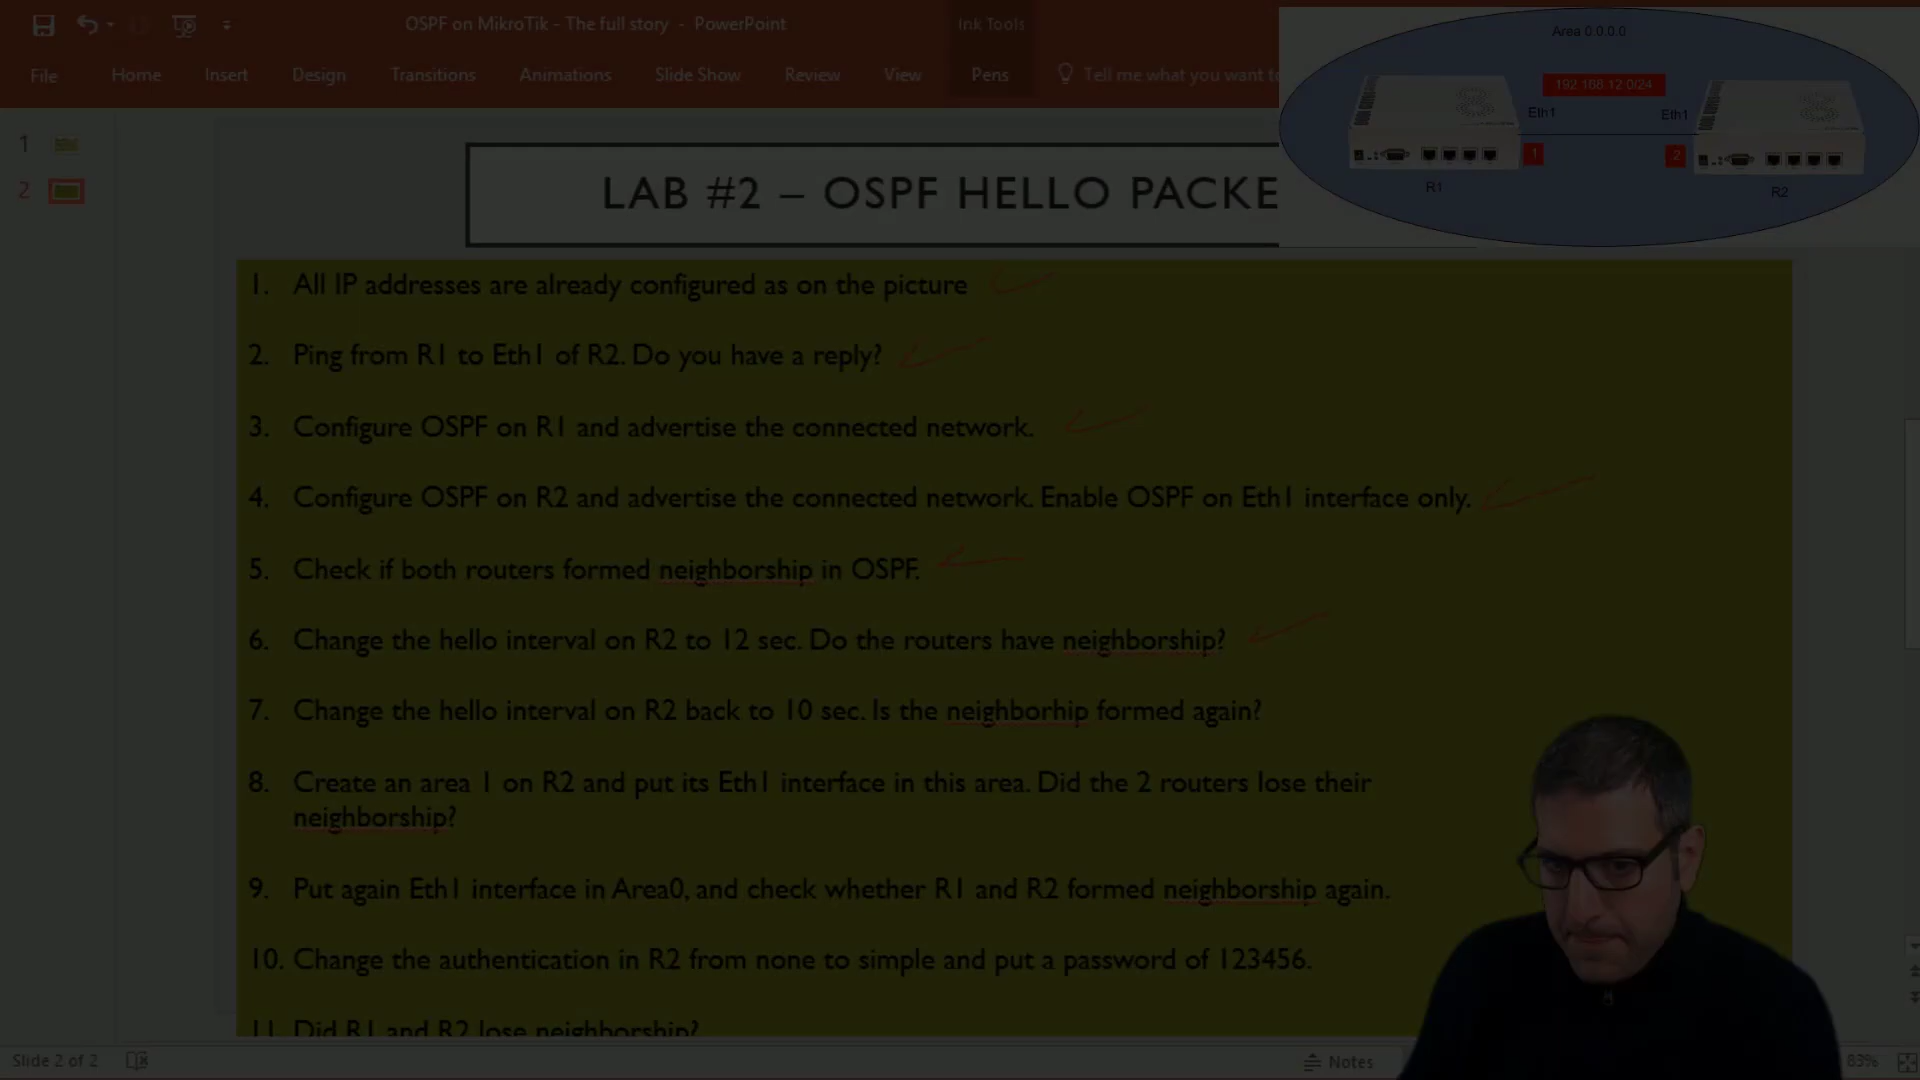 OSPF on MikroTik - The full story - PowerPoint
Ink Tools
File Home Insert Design Transitions Animations Slide Show Review View Pens Tell me what you want to
Area 0.0.0.0
192.168.12.0/24
Eth1 Eth1
1 2
R1 R2
1
2
LAB #2 – OSPF HELLO PACKE
1. All IP addresses are already configured as on the picture
2. Ping from R1 to Eth1 of R2. Do you have a reply?
3. Configure OSPF on R1 and advertise the connected network.
4. Configure OSPF on R2 and advertise the connected network. Enable OSPF on Eth1 interface only.
5. Check if both routers formed neighborship in OSPF.
6. Change the hello interval on R2 to 12 sec. Do the routers have neighborship?
7. Change the hello interval on R2 back to 10 sec. Is the neighborhip formed again?
8. Create an area 1 on R2 and put its Eth1 interface in this area. Did the 2 routers lose their
neighborship?
9. Put again Eth1 interface in Area0, and check whether R1 and R2 formed neighborship again.
10. Change the authentication in R2 from none to simple and put a password of 123456.
11. Did R1 and R2 lose neighborship?
Slide 2 of 2
Notes
83%